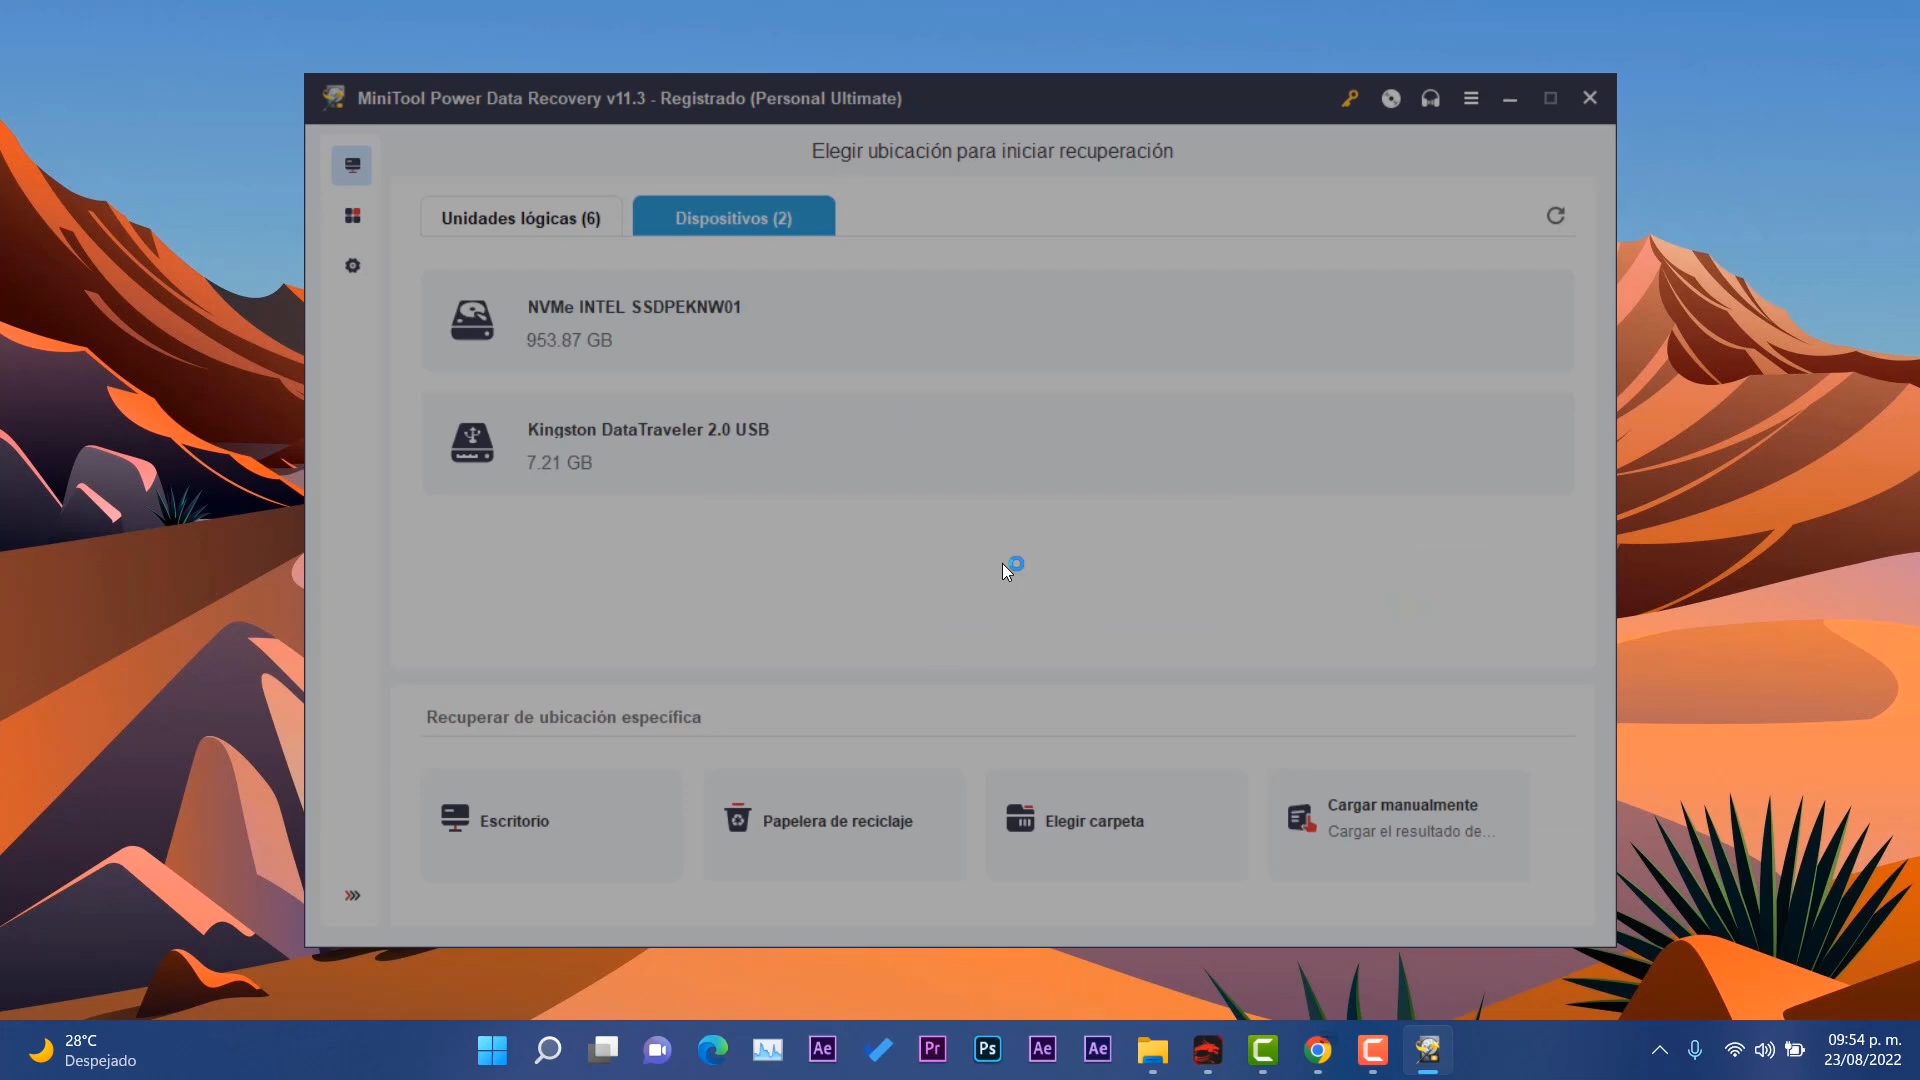 MiniTool Power Data Recovery v11.3 - Registrado (Personal Ultimate)
Elegir ubicación para iniciar recuperación
Unidades lógicas (6)
Dispositivos (2)
NVMe INTEL SSDPEKNW01
953.87 GB
Kingston DataTraveler 2.0 USB
7.21 GB
Recuperar de ubicación específica
Escritorio
Papelera de reciclaje
Elegir carpeta
Cargar manualmente
Cargar el resultado de...
28°C
Despejado
Ae
Pr
Ps
Ae
Ae
09:54 p. m.
23/08/2022